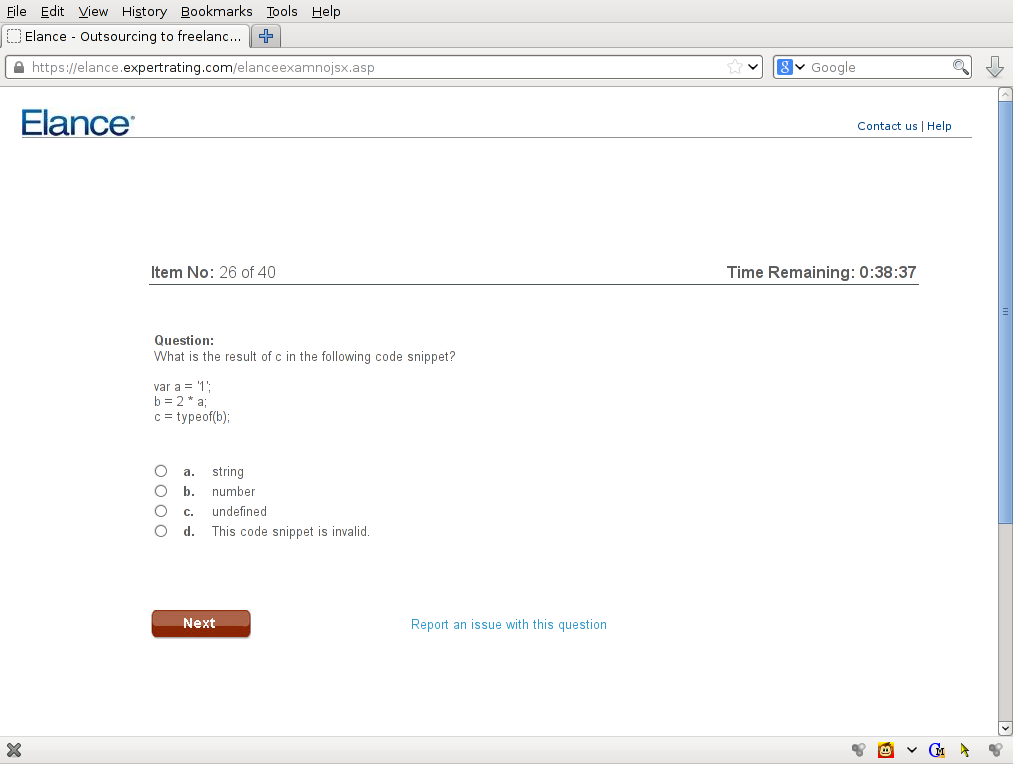 File Edit View History Bookmarks Tools Help
Elance - Outsourcing to freelanc...
https://elance.expertrating.com/elanceexamnojsx.asp
8 Google
Elance
Contact us | Help
Item No: 26 of 40
Time Remaining: 0:38:37
Question:
What is the result of c in the following code snippet?
var a = '1';
b = 2 * a;
c = typeof(b);
a. string
b. number
c. undefined
d. This code snippet is invalid.
Next
Report an issue with this question